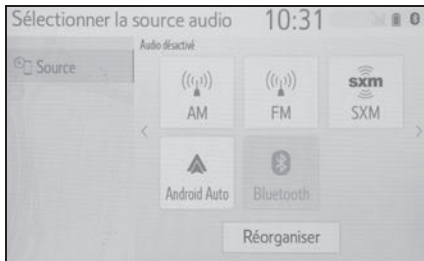 Sélectionner la source audio 10:31
Audio désactivé
Source
AM
FM
sxm
SXM
Android Auto
Bluetooth
Réorganiser